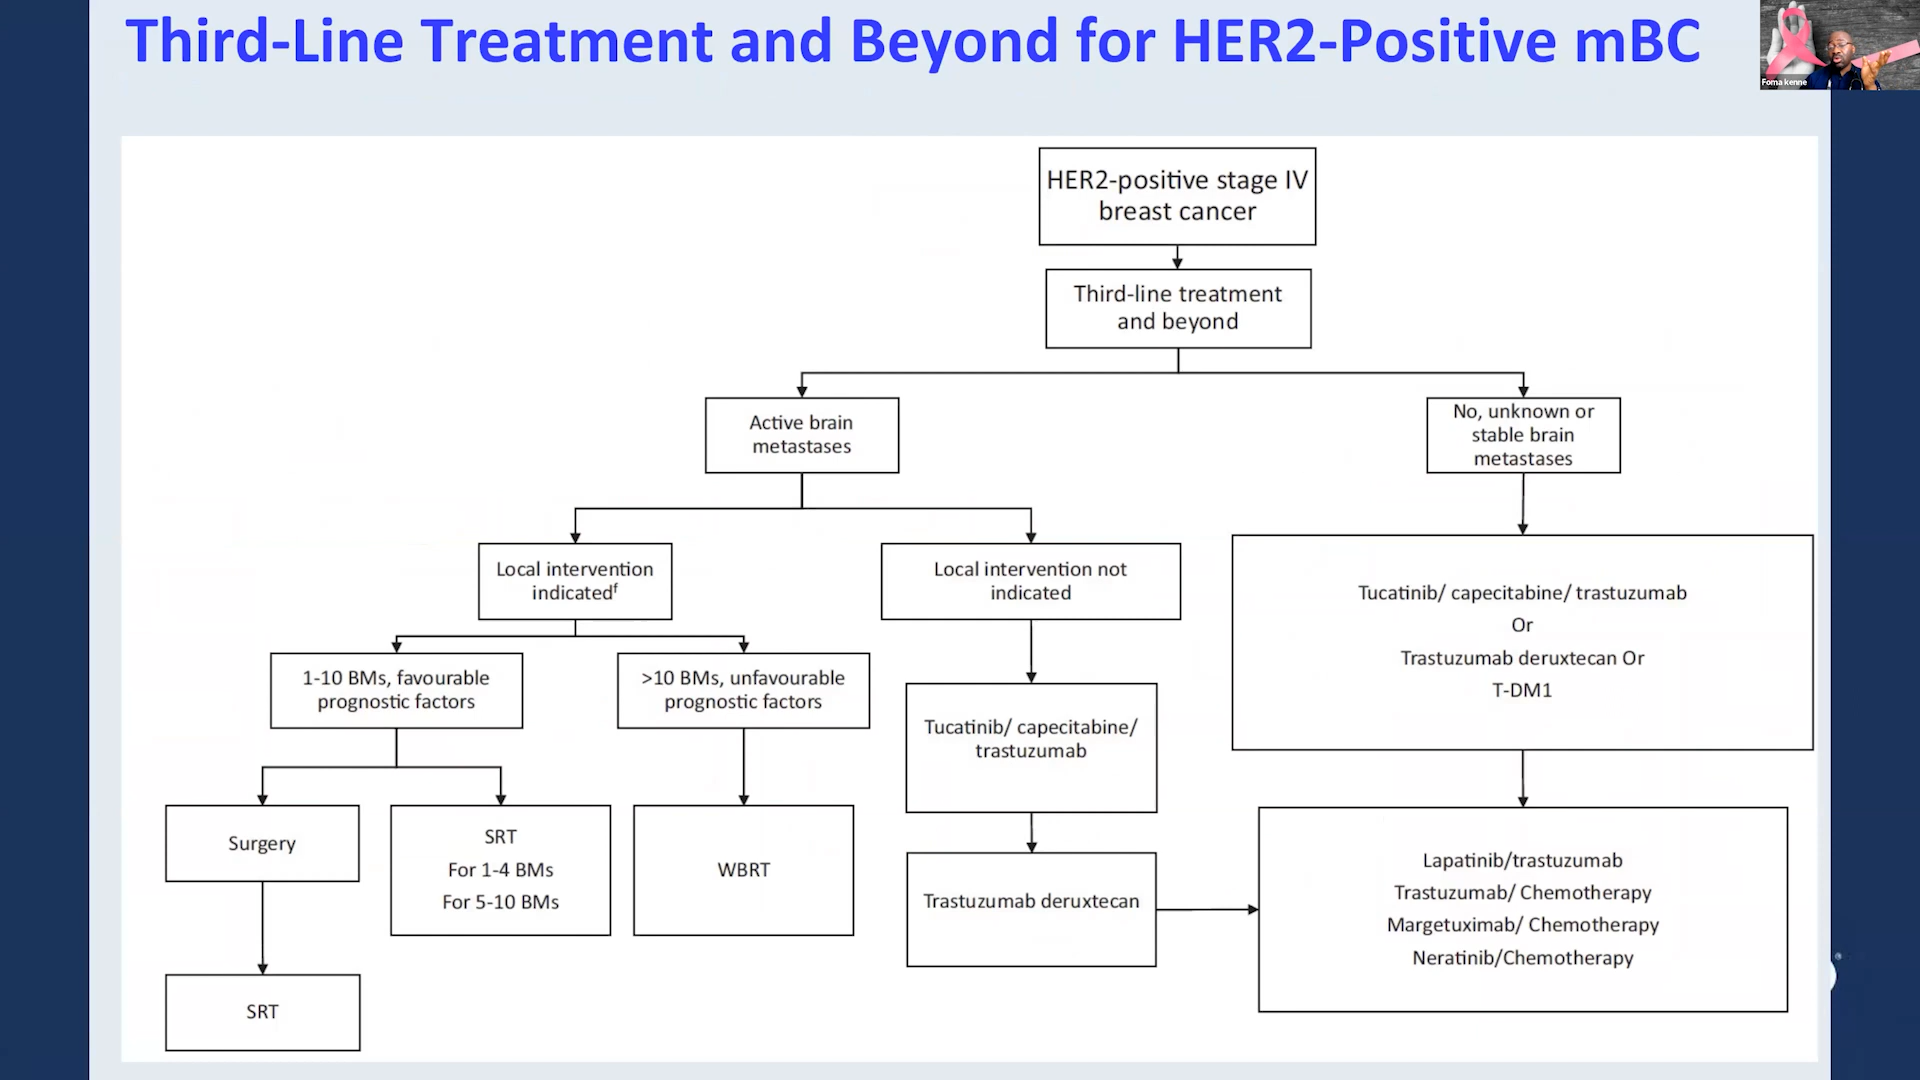 Third-Line Treatment and Beyond for HER2-Positive mBC
Foma kenne
HER2-positive stage IV
breast cancer
Third-line treatment
and beyond
Active brain
metastases
No, unknown or
stable brain
metastases
Local intervention
indicatedᶠ
Local intervention not
indicated
1-10 BMs, favourable
prognostic factors
>10 BMs, unfavourable
prognostic factors
Tucatinib/ capecitabine/
trastuzumab
Tucatinib/ capecitabine/ trastuzumab
Or
Trastuzumab deruxtecan Or
T-DM1
Surgery
SRT
For 1-4 BMs
For 5-10 BMs
WBRT
Trastuzumab deruxtecan
Lapatinib/trastuzumab
Trastuzumab/ Chemotherapy
Margetuximab/ Chemotherapy
Neratinib/Chemotherapy
SRT